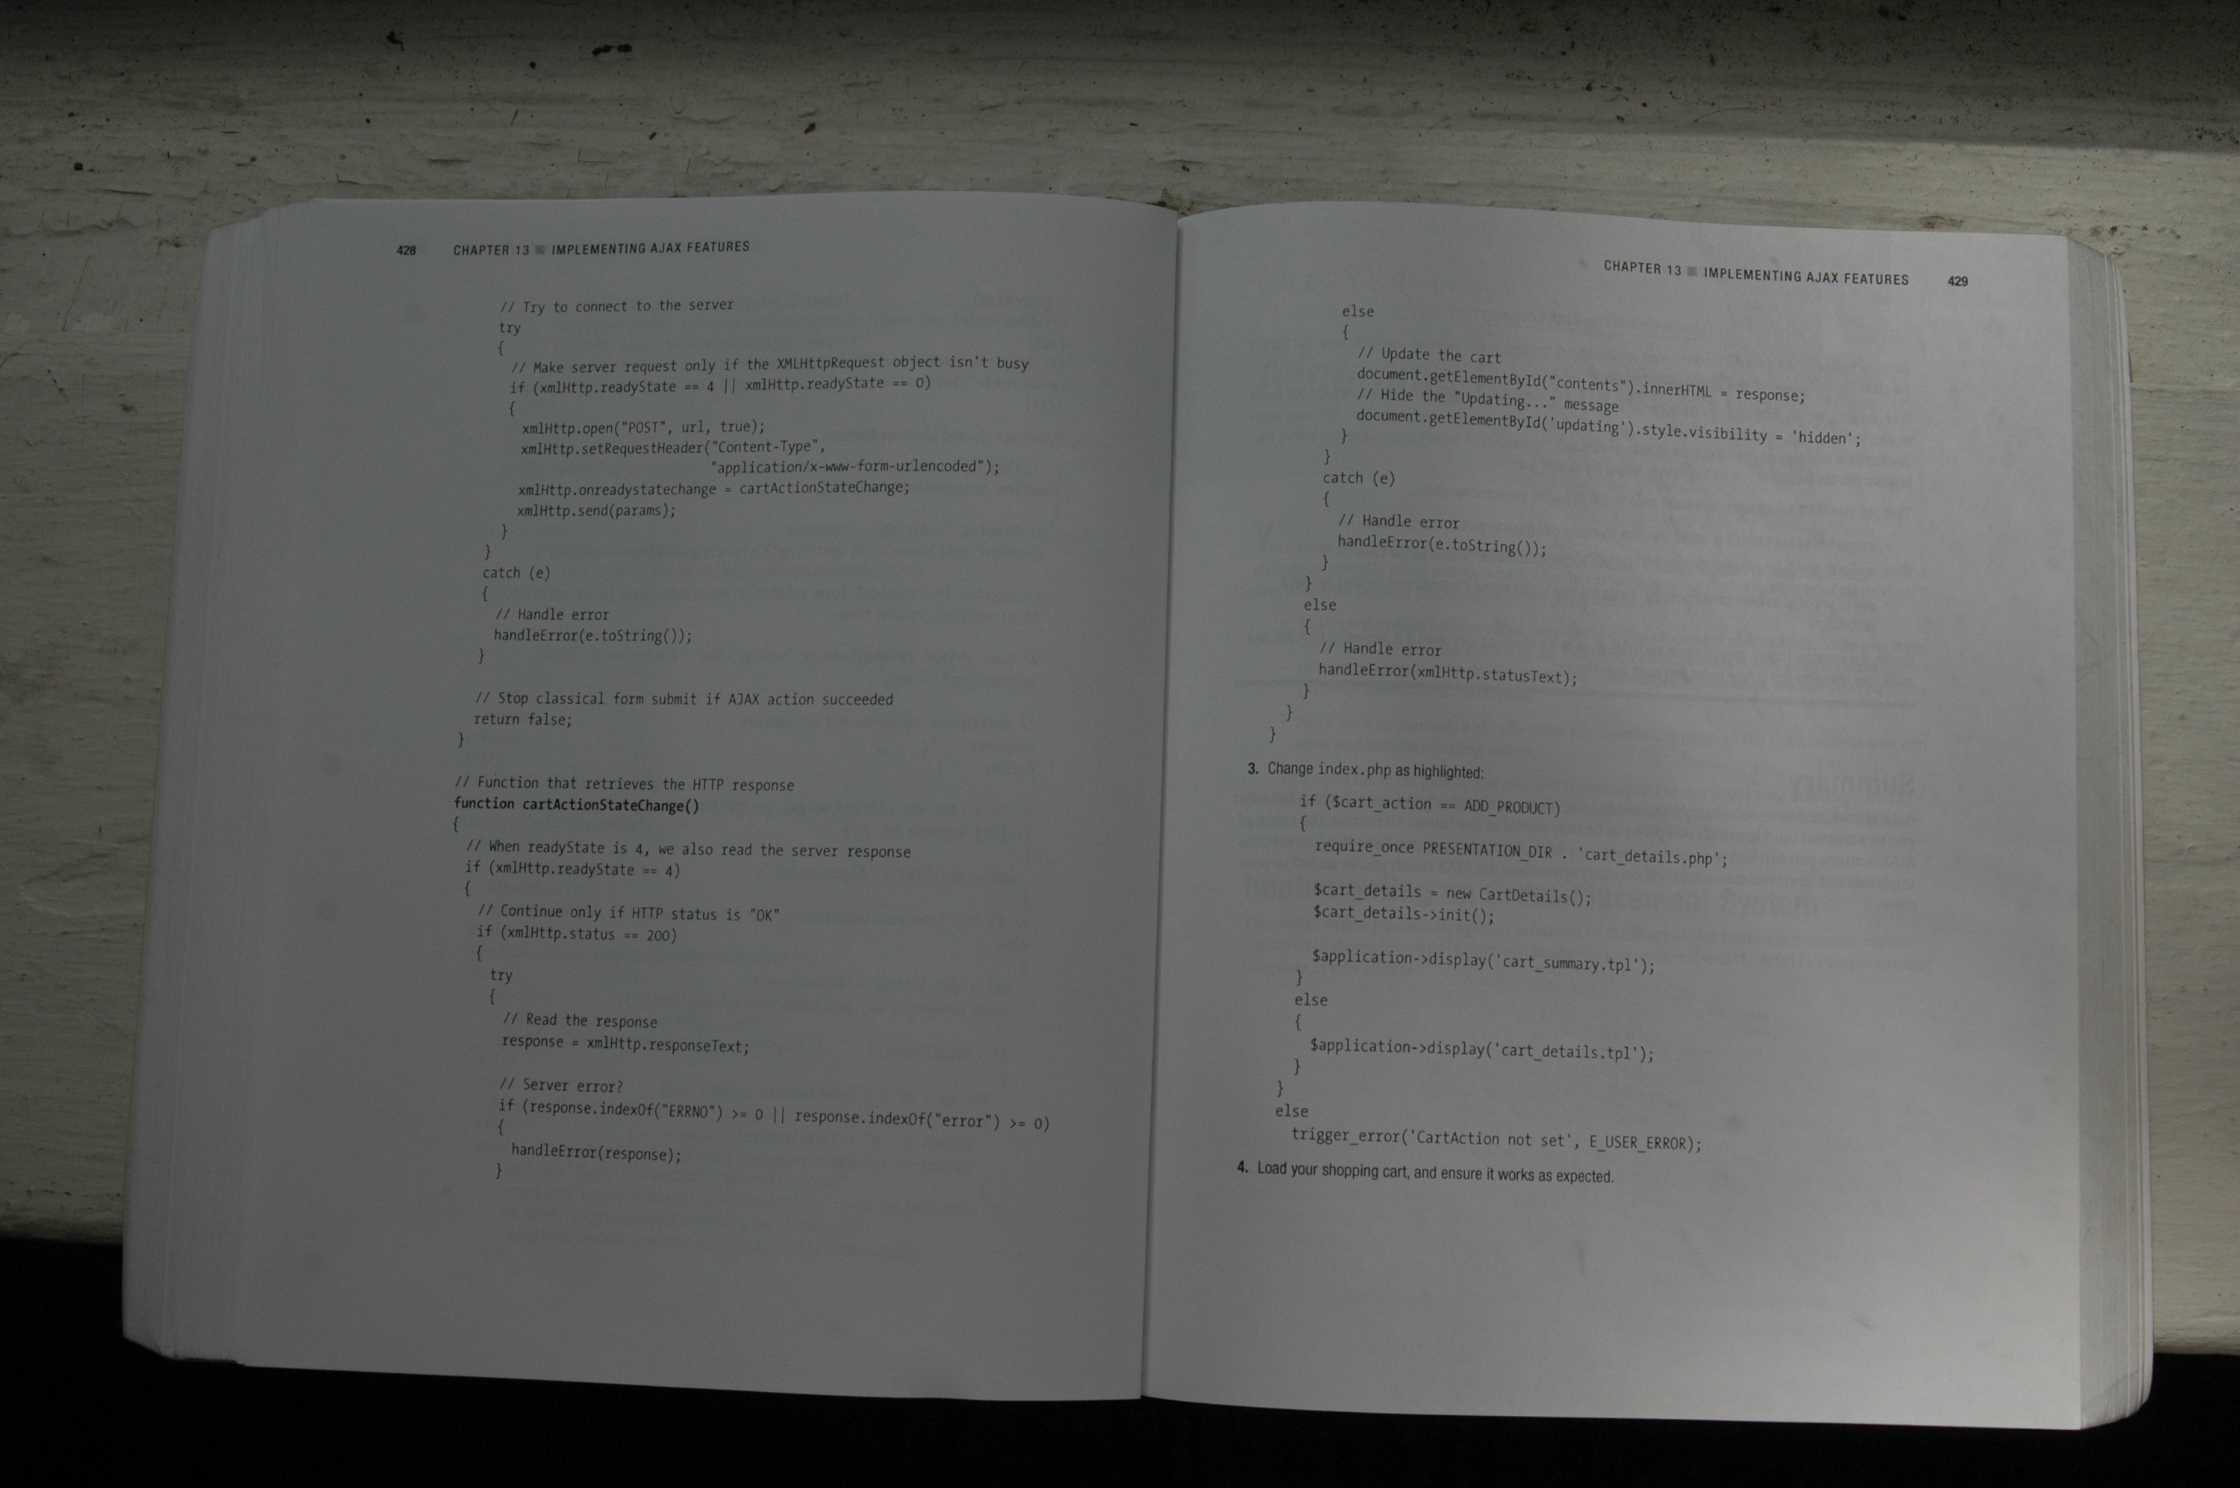 428 CHAPTER 13 ■ IMPLEMENTING AJAX FEATURES
// Try to connect to the server
try
{
// Make server request only if the XMLHttpRequest object isn't busy
if (xmlHttp.readyState == 4 || xmlHttp.readyState == 0)
{
xmlHttp.open("POST", url, true);
xmlHttp.setRequestHeader("Content-Type",
"application/x-www-form-urlencoded");
xmlHttp.onreadystatechange = cartActionStateChange;
xmlHttp.send(params);
}
}
catch (e)
{
// Handle error
handleError(e.toString());
}
// Stop classical form submit if AJAX action succeeded
return false;
}
// Function that retrieves the HTTP response
function cartActionStateChange()
{
// When readyState is 4, we also read the server response
if (xmlHttp.readyState == 4)
{
// Continue only if HTTP status is "OK"
if (xmlHttp.status == 200)
{
try
{
// Read the response
response = xmlHttp.responseText;
// Server error?
if (response.indexOf("ERRNO") >= 0 || response.indexOf("error") >= 0)
{
handleError(response);
}
CHAPTER 13 ■ IMPLEMENTING AJAX FEATURES 429
else
{
// Update the cart
document.getElementById("contents").innerHTML = response;
// Hide the "Updating..." message
document.getElementById('updating').style.visibility = 'hidden';
}
}
catch (e)
{
// Handle error
handleError(e.toString());
}
}
else
{
// Handle error
handleError(xmlHttp.statusText);
}
}
}
3. Change index.php as highlighted:
if ($cart_action == ADD_PRODUCT)
{
require_once PRESENTATION_DIR . 'cart_details.php';
$cart_details = new CartDetails();
$cart_details->init();
$application->display('cart_summary.tpl');
}
else
{
$application->display('cart_details.tpl');
}
}
else
trigger_error('CartAction not set', E_USER_ERROR);
4. Load your shopping cart, and ensure it works as expected.